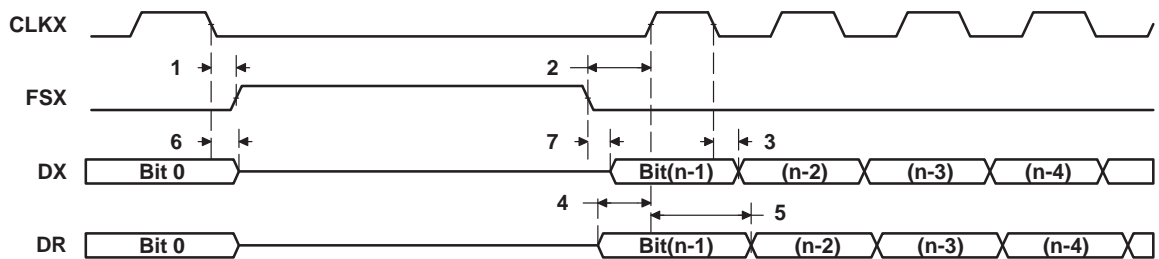 CLKX
1 2
FSX
6 7 3
DX Bit 0 Bit(n-1) (n-2) (n-3) (n-4)
4 5
DR Bit 0 Bit(n-1) (n-2) (n-3) (n-4)